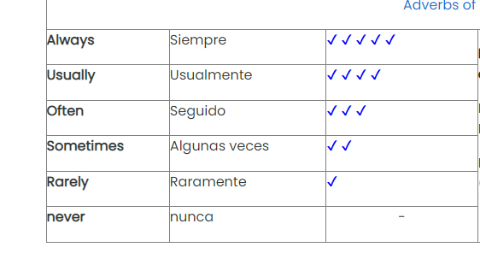 Adverbs of
Always Siempre ✓ ✓ ✓ ✓ ✓
Usually Usualmente ✓ ✓ ✓ ✓
Often Seguido ✓ ✓ ✓
Sometimes Algunas veces ✓ ✓
Rarely Raramente ✓
never nunca -